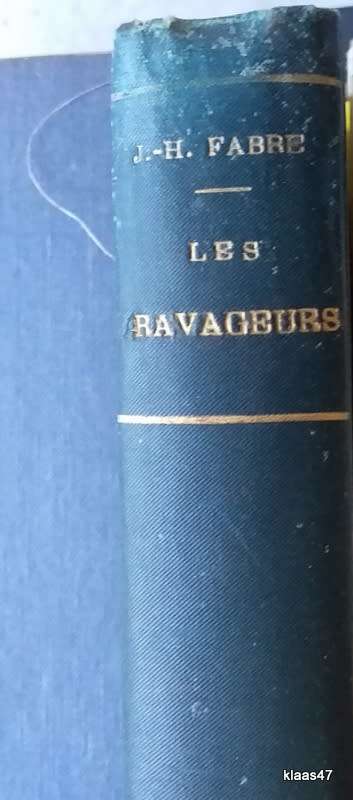 J.-H. FABRE
LES
RAVAGEURS
klaas47